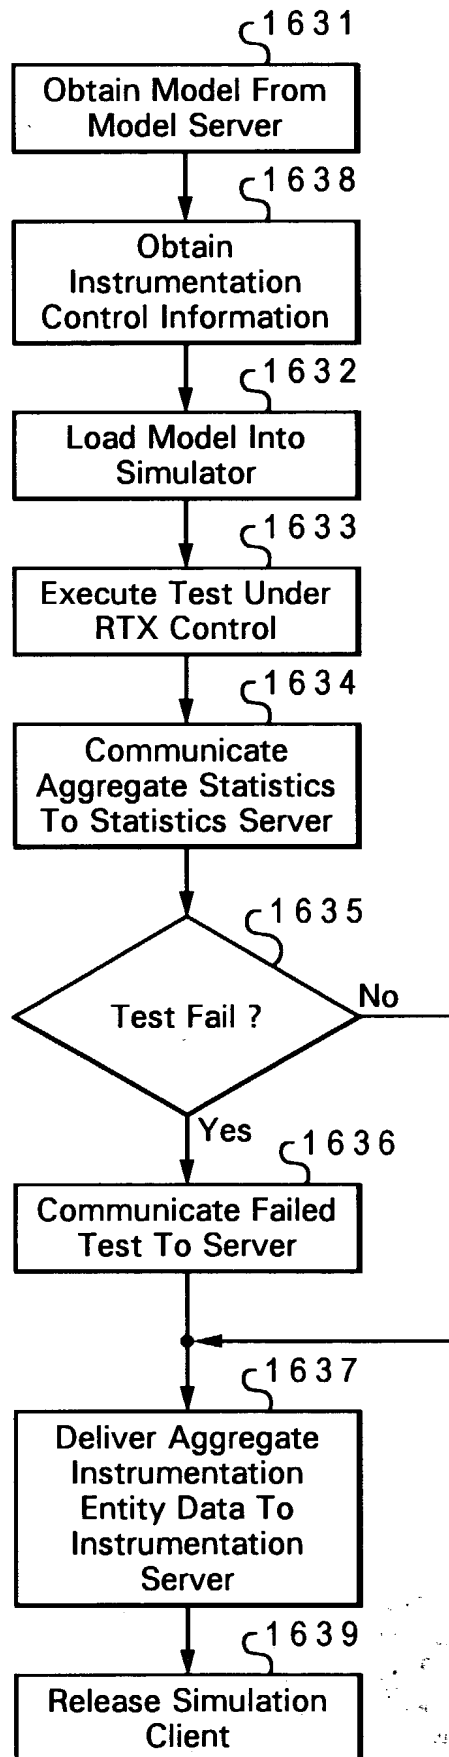 1631
Obtain Model From
Model Server
1638
Obtain
Instrumentation
Control Information
1632
Load Model Into
Simulator
1633
Execute Test Under
RTX Control
1634
Communicate
Aggregate Statistics
To Statistics Server
1635
Test Fail ?
No
Yes
1636
Communicate Failed
Test To Server
1637
Deliver Aggregate
Instrumentation
Entity Data To
Instrumentation
Server
1639
Release Simulation
Client